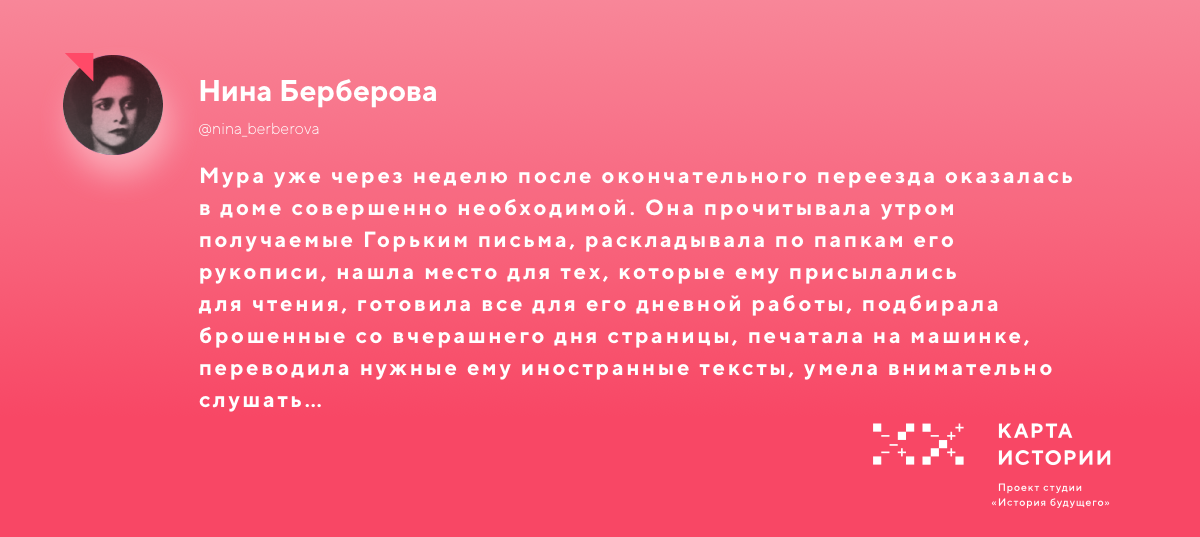 Нина Берберова
@nina_berberova
Мура уже через неделю после окончательного переезда оказалась
в доме совершенно необходимой. Она прочитывала утром
получаемые Горьким письма, раскладывала по папкам его
рукописи, нашла место для тех, которые ему присылались
для чтения, готовила все для его дневной работы, подбирала
брошенные со вчерашнего дня страницы, печатала на машинке,
переводила нужные ему иностранные тексты, умела внимательно
слушать...
КАРТА
ИСТОРИИ
Проект студии
«История будущего»